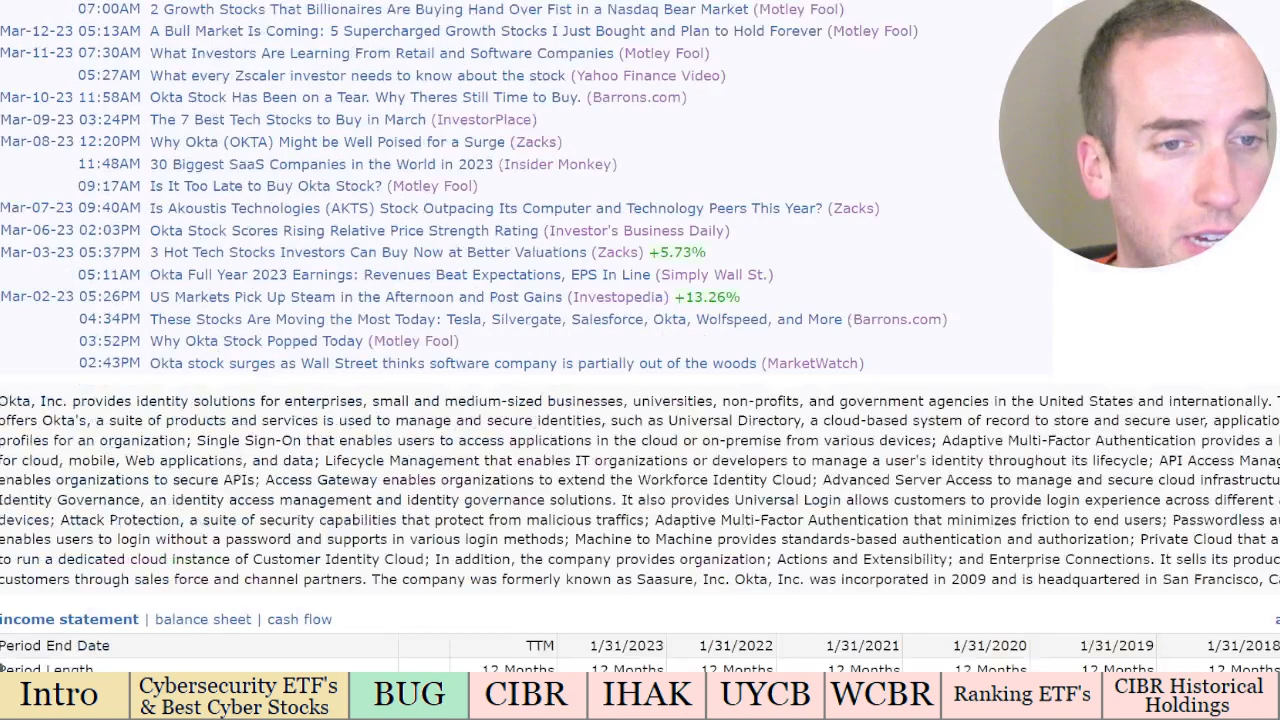 07:00AM 2 Growth Stocks That Billionaires Are Buying Hand Over Fist in a Nasdaq Bear Market (Motley Fool)
Mar-12-23 05:13AM A Bull Market Is Coming: 5 Supercharged Growth Stocks I Just Bought and Plan to Hold Forever (Motley Fool)
Mar-11-23 07:30AM What Investors Are Learning From Retail and Software Companies (Motley Fool)
05:27AM What every Zscaler investor needs to know about the stock (Yahoo Finance Video)
Mar-10-23 11:58AM Okta Stock Has Been on a Tear. Why Theres Still Time to Buy. (Barrons.com)
Mar-09-23 03:24PM The 7 Best Tech Stocks to Buy in March (InvestorPlace)
Mar-08-23 12:20PM Why Okta (OKTA) Might be Well Poised for a Surge (Zacks)
11:48AM 30 Biggest SaaS Companies in the World in 2023 (Insider Monkey)
09:17AM Is It Too Late to Buy Okta Stock? (Motley Fool)
Mar-07-23 09:40AM Is Akoustis Technologies (AKTS) Stock Outpacing Its Computer and Technology Peers This Year? (Zacks)
Mar-06-23 02:03PM Okta Stock Scores Rising Relative Price Strength Rating (Investor's Business Daily)
Mar-03-23 05:37PM 3 Hot Tech Stocks Investors Can Buy Now at Better Valuations (Zacks) +5.73%
05:11AM Okta Full Year 2023 Earnings: Revenues Beat Expectations, EPS In Line (Simply Wall St.)
Mar-02-23 05:26PM US Markets Pick Up Steam in the Afternoon and Post Gains (Investopedia) +13.26%
04:34PM These Stocks Are Moving the Most Today: Tesla, Silvergate, Salesforce, Okta, Wolfspeed, and More (Barrons.com)
03:52PM Why Okta Stock Popped Today (Motley Fool)
02:43PM Okta stock surges as Wall Street thinks software company is partially out of the woods (MarketWatch)
Okta, Inc. provides identity solutions for enterprises, small and medium-sized businesses, universities, non-profits, and government agencies in the United States and internationally. T
offers Okta's, a suite of products and services is used to manage and secure identities, such as Universal Directory, a cloud-based system of record to store and secure user, applicatio
profiles for an organization; Single Sign-On that enables users to access applications in the cloud or on-premise from various devices; Adaptive Multi-Factor Authentication provides a l
for cloud, mobile, Web applications, and data; Lifecycle Management that enables IT organizations or developers to manage a user's identity throughout its lifecycle; API Access Manag
enables organizations to secure APIs; Access Gateway enables organizations to extend the Workforce Identity Cloud; Advanced Server Access to manage and secure cloud infrastructu
Identity Governance, an identity access management and identity governance solutions. It also provides Universal Login allows customers to provide login experience across different a
devices; Attack Protection, a suite of security capabilities that protect from malicious traffics; Adaptive Multi-Factor Authentication that minimizes friction to end users; Passwordless a
enables users to login without a password and supports in various login methods; Machine to Machine provides standards-based authentication and authorization; Private Cloud that a
to run a dedicated cloud instance of Customer Identity Cloud; In addition, the company provides organization; Actions and Extensibility; and Enterprise Connections. It sells its produc
customers through sales force and channel partners. The company was formerly known as Saasure, Inc. Okta, Inc. was incorporated in 2009 and is headquartered in San Francisco, C
income statement | balance sheet | cash flow a
Period End Date TTM 1/31/2023 1/31/2022 1/31/2021 1/31/2020 1/31/2019 1/31/2018
Period Length 12 Months 12 Months 12 Months 12 Months 12 Months 12 Months 12 Months
Intro
Cybersecurity ETF's
& Best Cyber Stocks
BUG
CIBR
IHAK
UYCB
WCBR
Ranking ETF's
CIBR Historical
Holdings